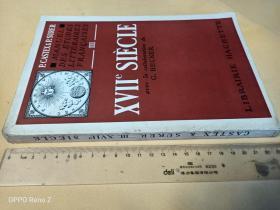 P. CASTEX & P. SURER
MANUEL
DES ÉTUDES
LITTÉRAIRES
FRANÇAISES
III
XVIIe SIÈCLE
avec la collaboration de
G. BECKER
LIBRAIRIE HACHETTE
CASTEX & SURER III. XVIIe SIÈCLE
deli
OPPO Reno Z